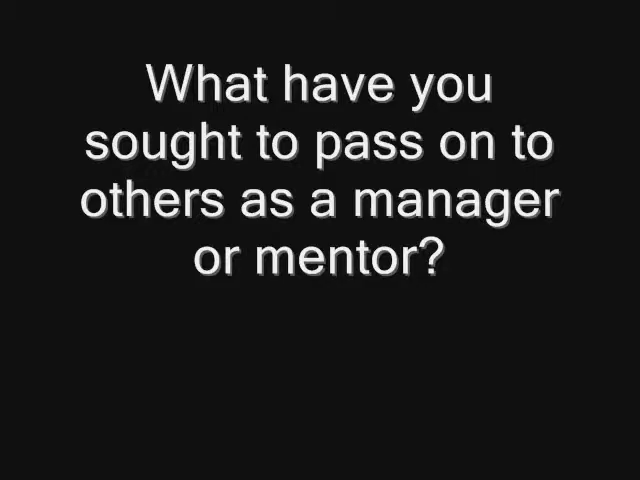 What have you
sought to pass on to
others as a manager
or mentor?